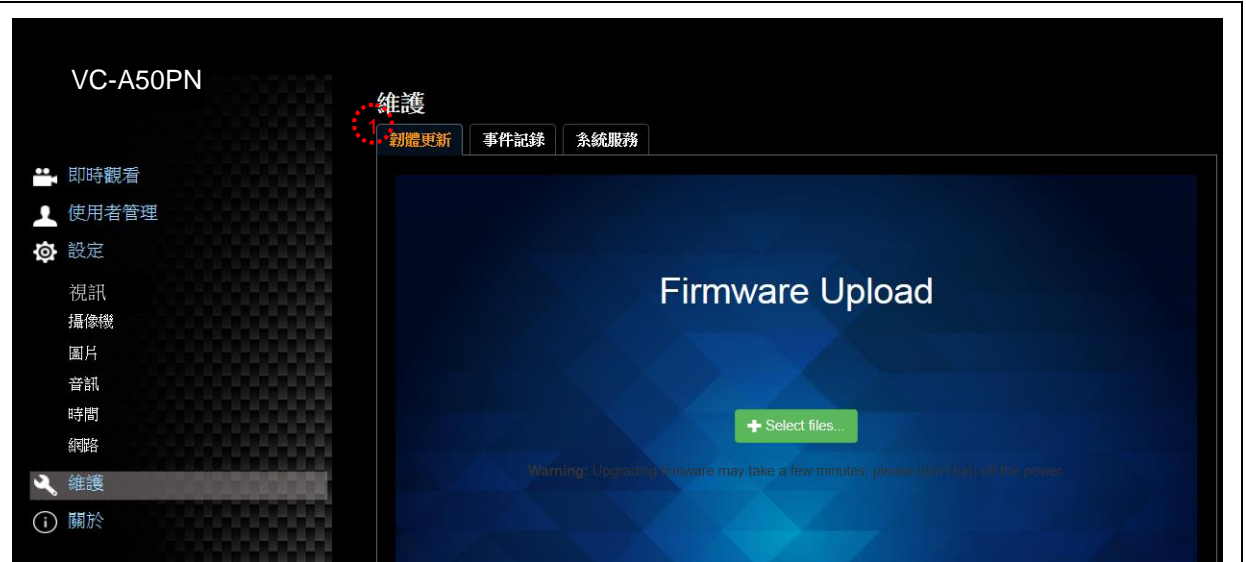 VC-A50PN
即時觀看
使用者管理
設定
視訊
攝像機
圖片
音訊
時間
網路
維護
關於
維護
1
韌體更新 事件記錄 系統服務
Firmware Upload
Select files...
Warning: Upgrading firmware may take a few minutes, please don't turn off the power.